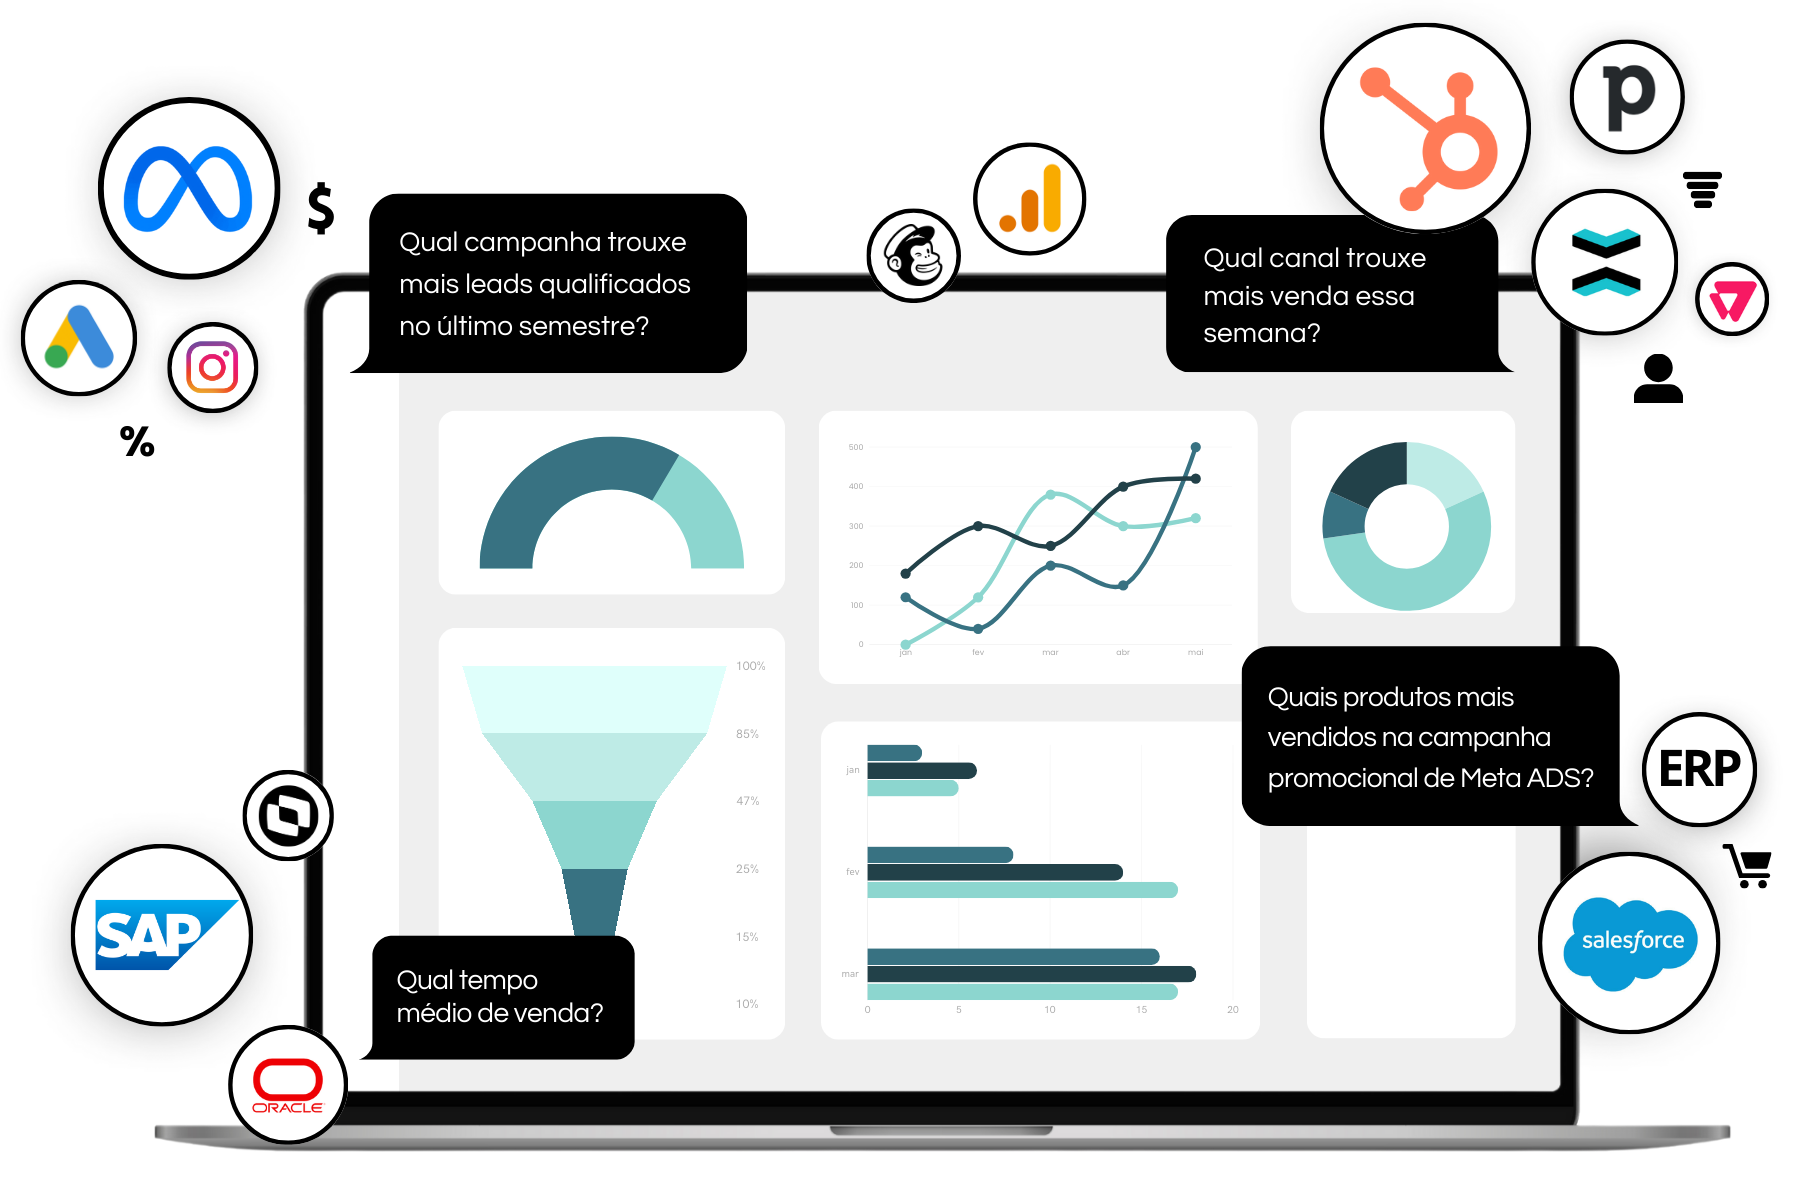 p
$
Qual campanha trouxe
mais leads qualificados
no último semestre?
Qual canal trouxe
mais venda essa
semana?
%
500
400
300
200
100
0
jan
fev
mar
abr
mai
100%
85%
47%
25%
15%
10%
Quais produtos mais
vendidos na campanha
promocional de Meta ADS?
ERP
jan
fev
mar
0
5
10
15
20
SAP
salesforce
Qual tempo
médio de venda?
ORACLE